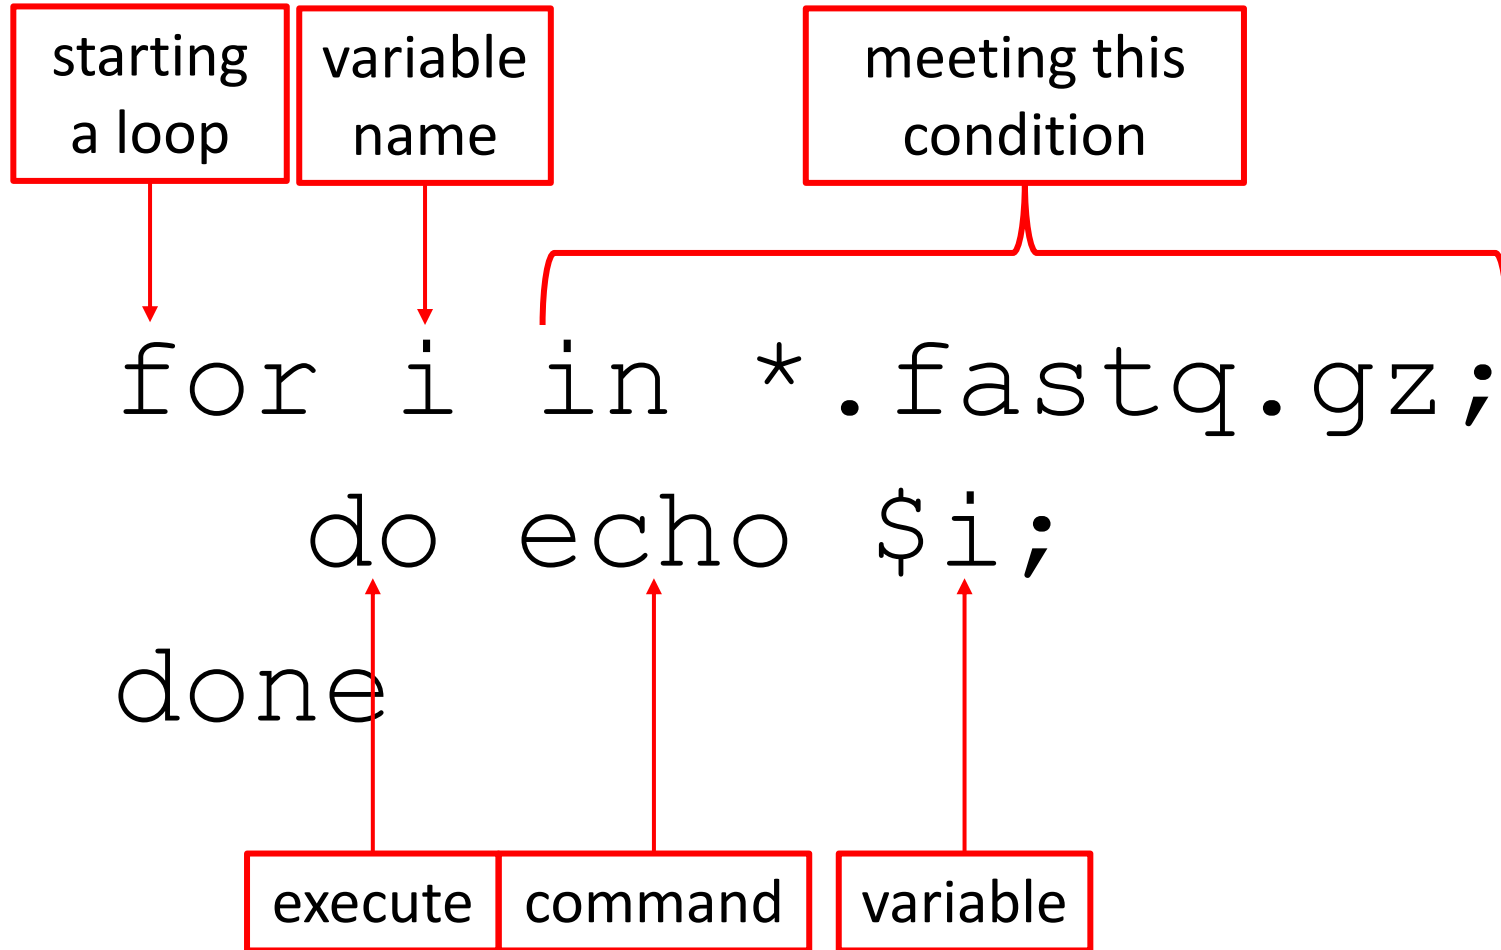 starting
a loop
variable
name
meeting this
condition
for i in *.fastq.gz;
do echo $i;
done
execute
command
variable